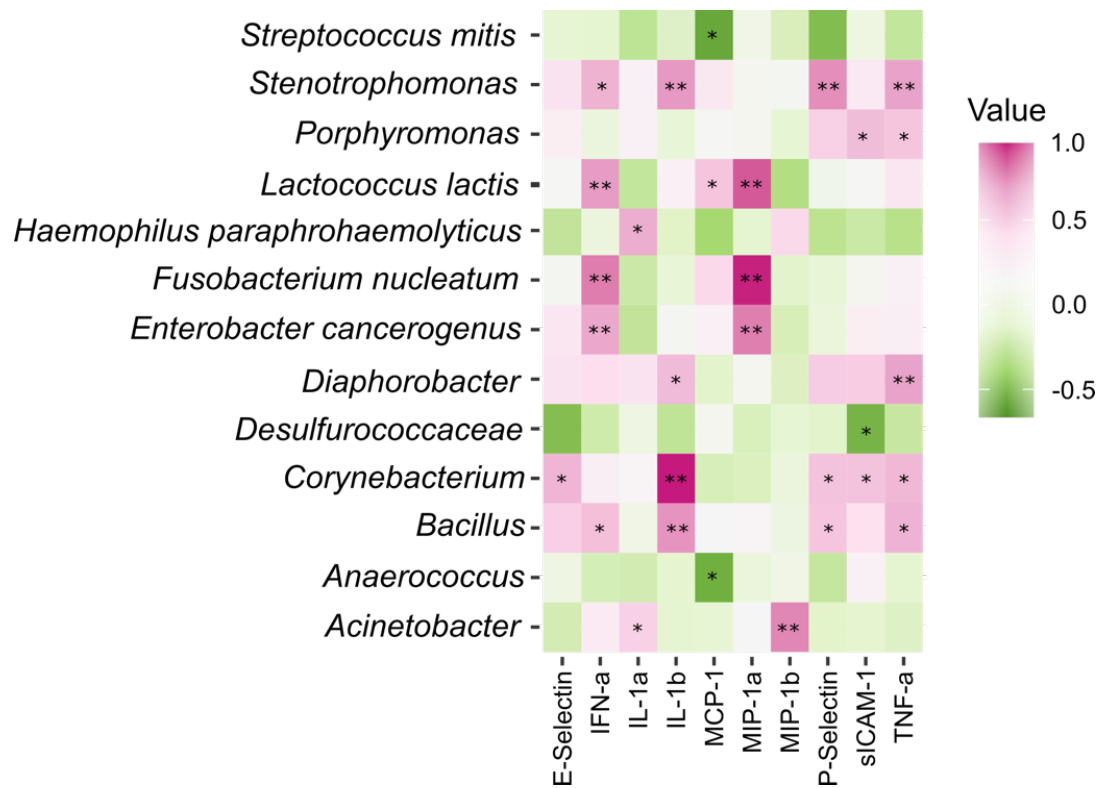 Streptococcus mitis
*
Stenotrophomonas
* ** ** **
Porphyromonas
* *
Lactococcus lactis
** * **
Haemophilus paraphrohaemolyticus
*
Fusobacterium nucleatum
** **
Enterobacter cancerogenus
** **
Diaphorobacter
* **
Desulfurococcaceae
*
Corynebacterium
* ** * * *
Bacillus
* ** * *
Anaerococcus
*
Acinetobacter
* **
E-Selectin
IFN-a
IL-1a
IL-1b
MCP-1
MIP-1a
MIP-1b
P-Selectin
sICAM-1
TNF-a
Value
1.0
0.5
0.0
-0.5